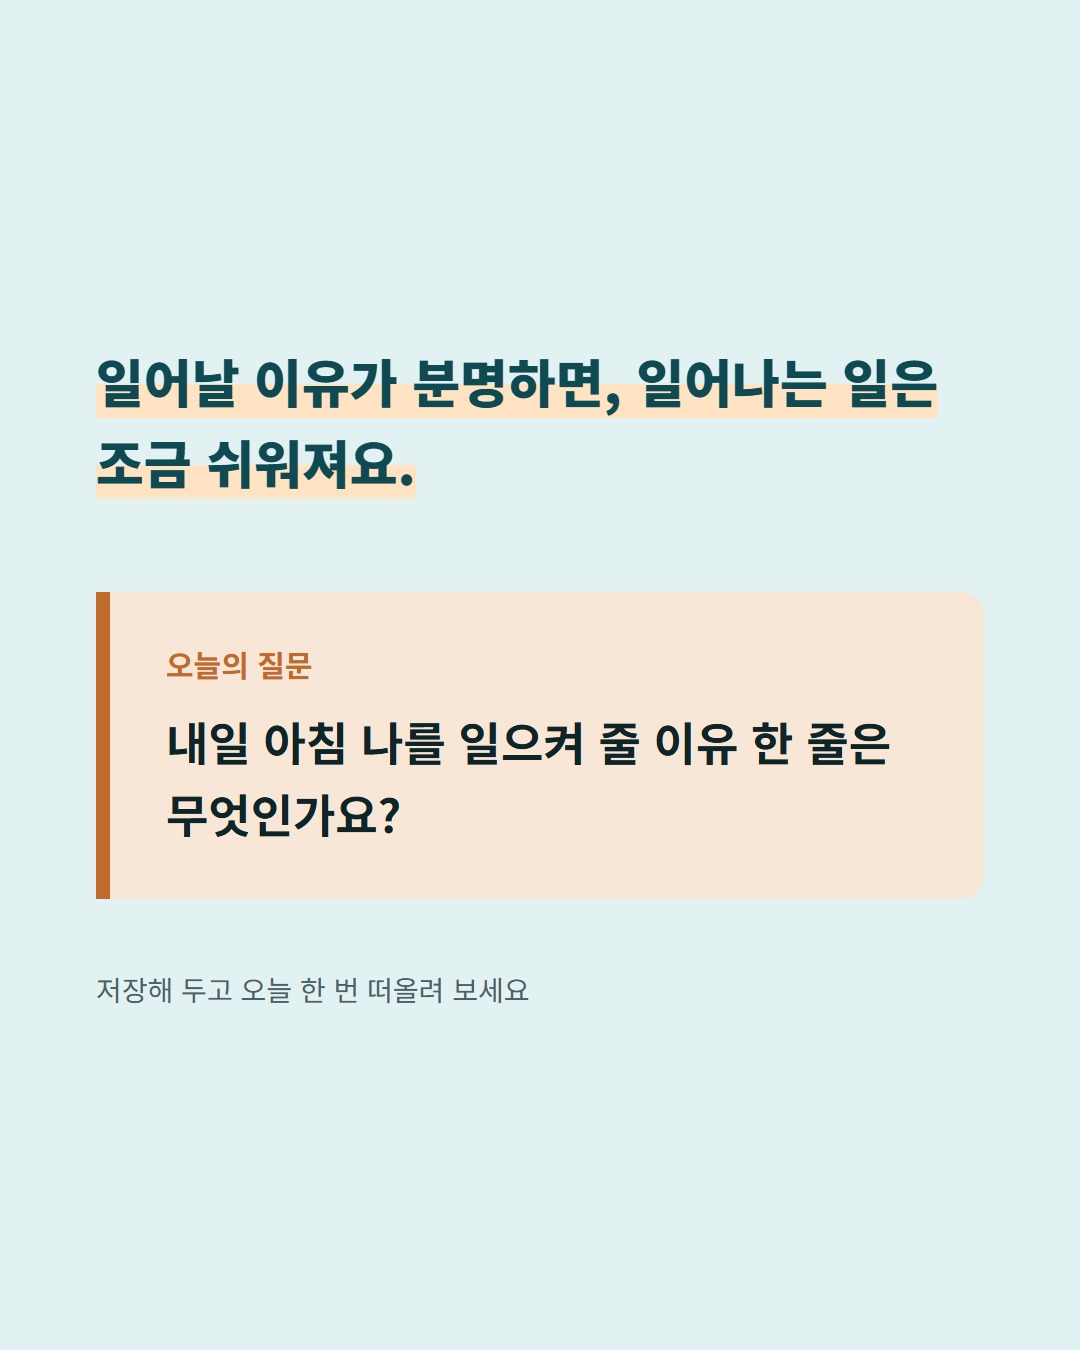 일어날 이유가 분명하면, 일어나는 일은
조금 쉬워져요.
오늘의 질문
내일 아침 나를 일으켜 줄 이유 한 줄은
무엇인가요?
저장해 두고 오늘 한 번 떠올려 보세요